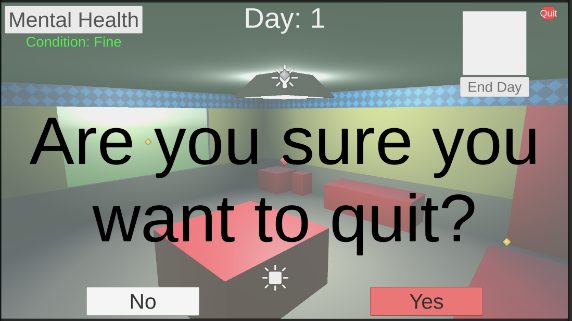 Mental Health
Day: 1
Quit
Condition: Fine
End Day
Are you sure you
want to quit?
No
Yes